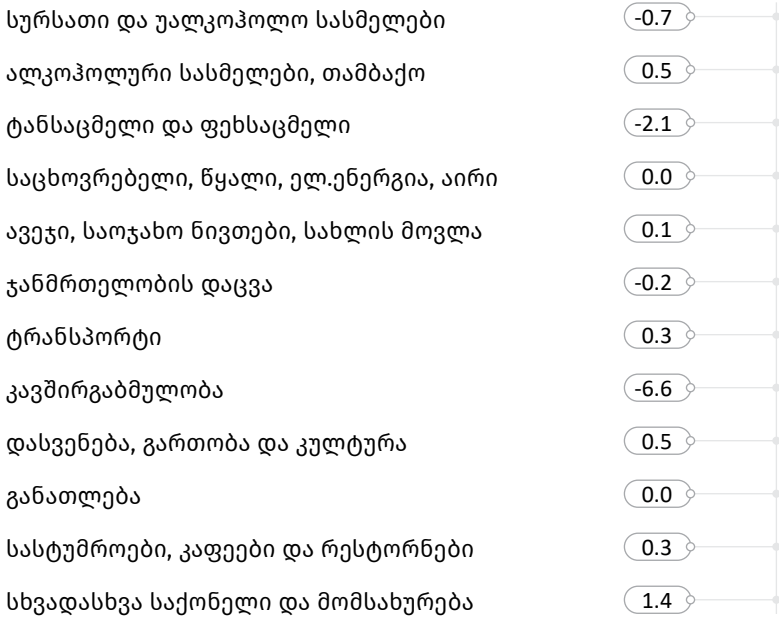 სურსათი და უალკოჰოლო სასმელები -0.7
ალკოჰოლური სასმელები, თამბაქო 0.5
ტანსაცმელი და ფეხსაცმელი -2.1
საცხოვრებელი, წყალი, ელ.ენერგია, აირი 0.0
ავეჯი, საოჯახო ნივთები, სახლის მოვლა 0.1
ჯანმრთელობის დაცვა -0.2
ტრანსპორტი 0.3
კავშირგაბმულობა -6.6
დასვენება, გართობა და კულტურა 0.5
განათლება 0.0
სასტუმროები, კაფეები და რესტორნები 0.3
სხვადასხვა საქონელი და მომსახურება 1.4